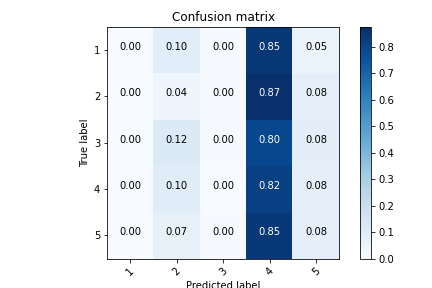 Confusion matrix
True label
1 0.00 0.10 0.00 0.85 0.05
2 0.00 0.04 0.00 0.87 0.08
3 0.00 0.12 0.00 0.80 0.08
4 0.00 0.10 0.00 0.82 0.08
5 0.00 0.07 0.00 0.85 0.08
1 2 3 4 5
Predicted label
0.8
0.7
0.6
0.5
0.4
0.3
0.2
0.1
0.0